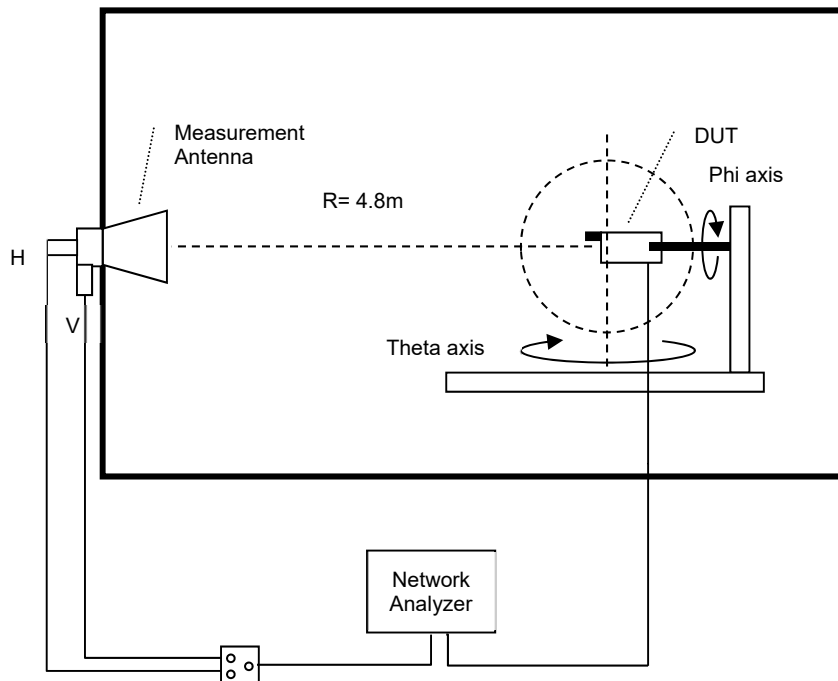 Measurement
Antenna
DUT
Phi axis
R= 4.8m
H
V
Theta axis
Network
Analyzer